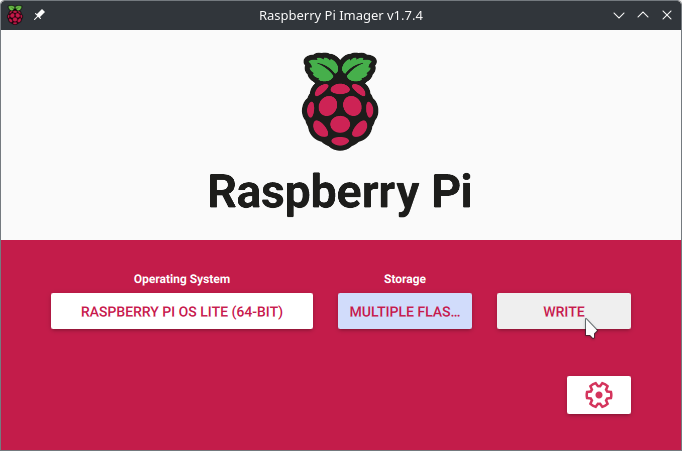 Raspberry Pi Imager v1.7.4
Raspberry Pi
Operating System
Storage
RASPBERRY PI OS LITE (64-BIT)
MULTIPLE FLAS...
WRITE